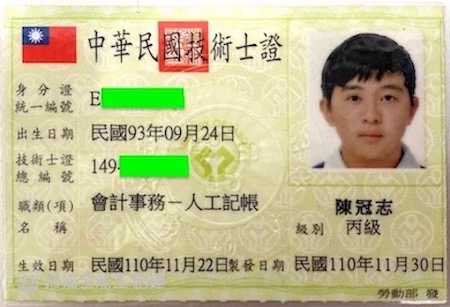 中華民國技術士證
身分證統一編號 E
出生日期 民國93年09月24日
技術士證總編號 149-
職類(項)名稱 會計事務－人工記帳
陳冠志
級別 丙級
生效日期 民國110年11月22日 製發日期 民國110年11月30日
勞動部 發